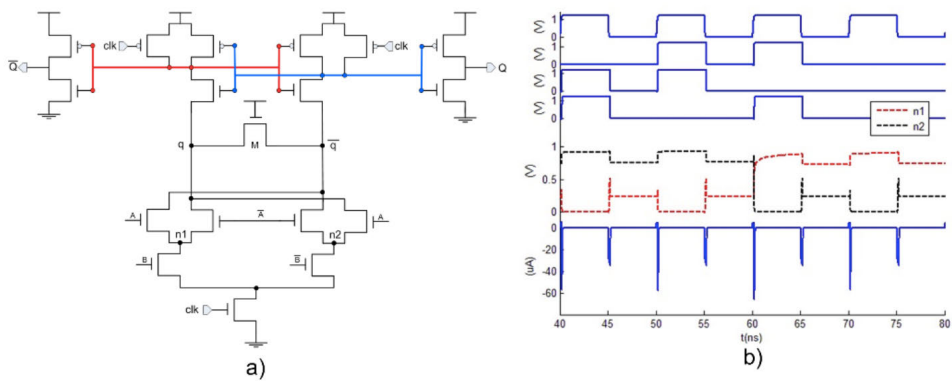 clk
clk
Q̅
Q
q
M
q̅
A
A̅
A
n1
n2
B
B̅
clk
a)
(V)
1
0
(V)
1
0
(V)
1
0
(V)
1
0
n1
n2
(V)
1
0.5
0
(uA)
0
-20
-40
-60
40 45 50 55 60 65 70 75 80
t(ns)
b)